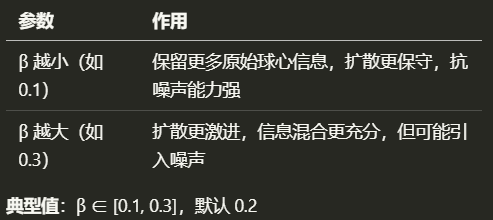 参数 作用
β 越小（如 保留更多原始球心信息，扩散更保守，抗
0.1） 噪声能力强
β 越大（如 扩散更激进，信息混合更充分，但可能引
0.3） 入噪声
典型值：β ∈ [0.1, 0.3]，默认 0.2